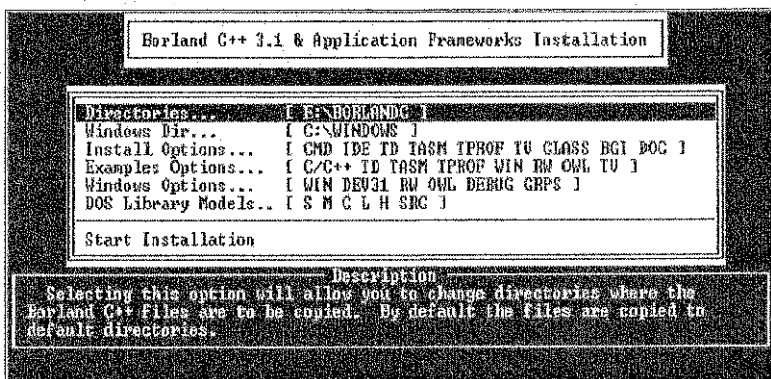 Borland C++ 3.1 & Application Frameworks Installation
Directories... [ E:\BORLANDC ]
Windows Dir... [ C:\WINDOWS ]
Install Options... [ CMD IDE TD TASM TPROF TV CLASS BGI DOC ]
Examples Options... [ C/C++ TD TASM TPROF WIN RW OWL TV ]
Windows Options... [ WIN DEV31 RW OWL DEBUG GRPS ]
DOS Library Models.. [ S M C L H SRC ]
Start Installation
Description
Selecting this option will allow you to change directories where the
Borland C++ files are to be copied. By default the files are copied to
default directories.